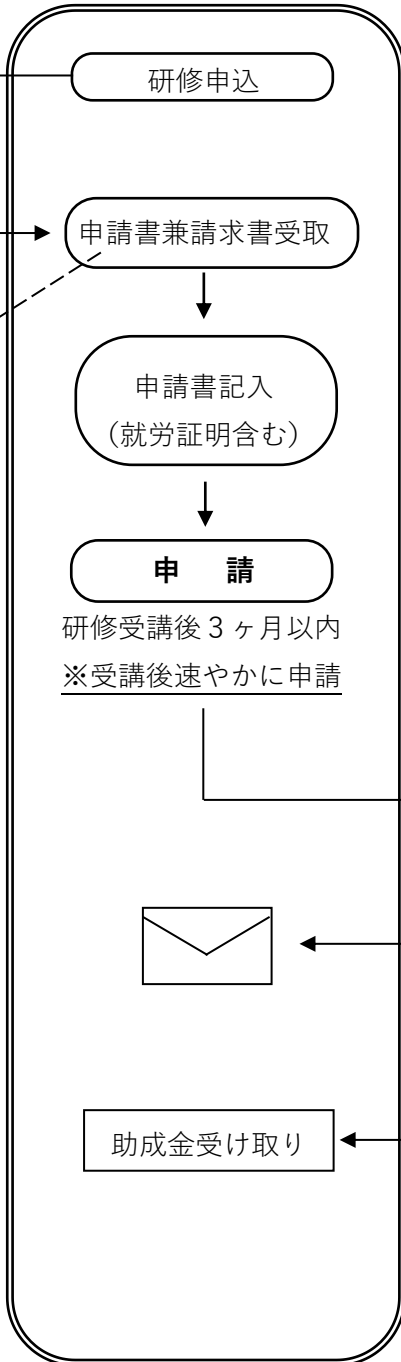 研修申込
申請書兼請求書受取
申請書記入
（就労証明含む）
申　請
研修受講後３ヶ月以内
※受講後速やかに申請
助成金受け取り